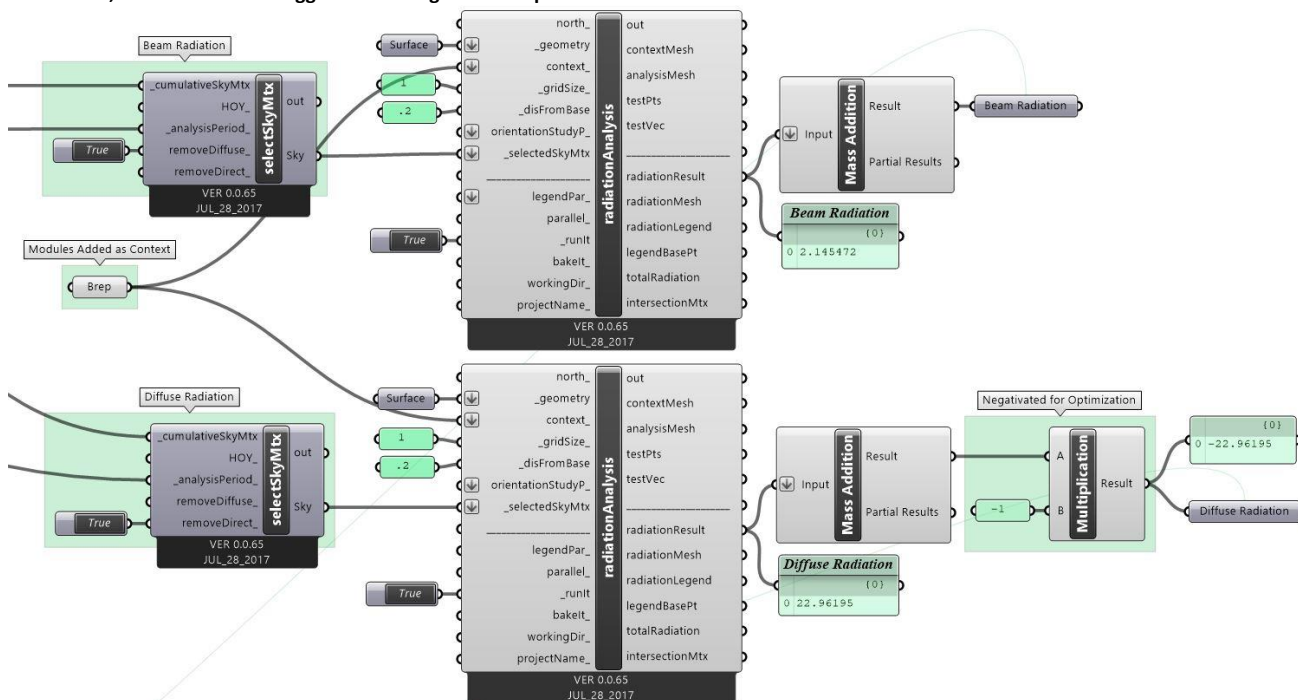 Beam Radiation
_cumulativeSkyMtx
HOY_
_analysisPeriod_
removeDiffuse_
removeDirect_
selectSkyMtx
out
Sky
VER 0.0.65
JUL_28_2017
True
Modules Added as Context
Brep
Surface
1
.2
True
north_
_geometry
context_
_gridSize_
_disFromBase
orientationStudyP_
_selectedSkyMtx
____________________
legendPar_
parallel_
_runIt
bakeIt_
workingDir_
projectName_
radiationAnalysis
out
contextMesh
analysisMesh
testPts
testVec
____________________
radiationResult
radiationMesh
radiationLegend
legendBasePt
totalRadiation
intersectionMtx
VER 0.0.65
JUL_28_2017
Input
Mass Addition
Result
Partial Results
Beam Radiation
Beam Radiation
{0}
0 2.145472
Diffuse Radiation
_cumulativeSkyMtx
HOY_
_analysisPeriod_
removeDiffuse_
removeDirect_
selectSkyMtx
out
Sky
VER 0.0.65
JUL_28_2017
True
Surface
1
.2
True
north_
_geometry
context_
_gridSize_
_disFromBase
orientationStudyP_
_selectedSkyMtx
____________________
legendPar_
parallel_
_runIt
bakeIt_
workingDir_
projectName_
radiationAnalysis
out
contextMesh
analysisMesh
testPts
testVec
____________________
radiationResult
radiationMesh
radiationLegend
legendBasePt
totalRadiation
intersectionMtx
VER 0.0.65
JUL_28_2017
Input
Mass Addition
Result
Partial Results
Diffuse Radiation
{0}
0 22.96195
Negativated for Optimization
-1
A
B
Multiplication
Result
{0}
0 -22.96195
Diffuse Radiation